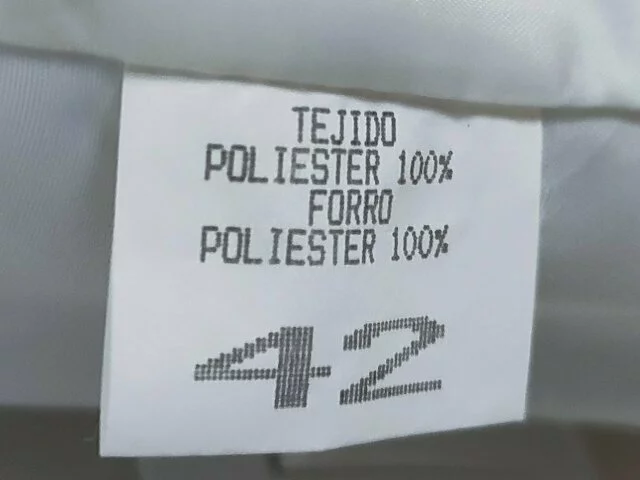 TEJIDO
POLIESTER 100%
FORRO
POLIESTER 100%
42